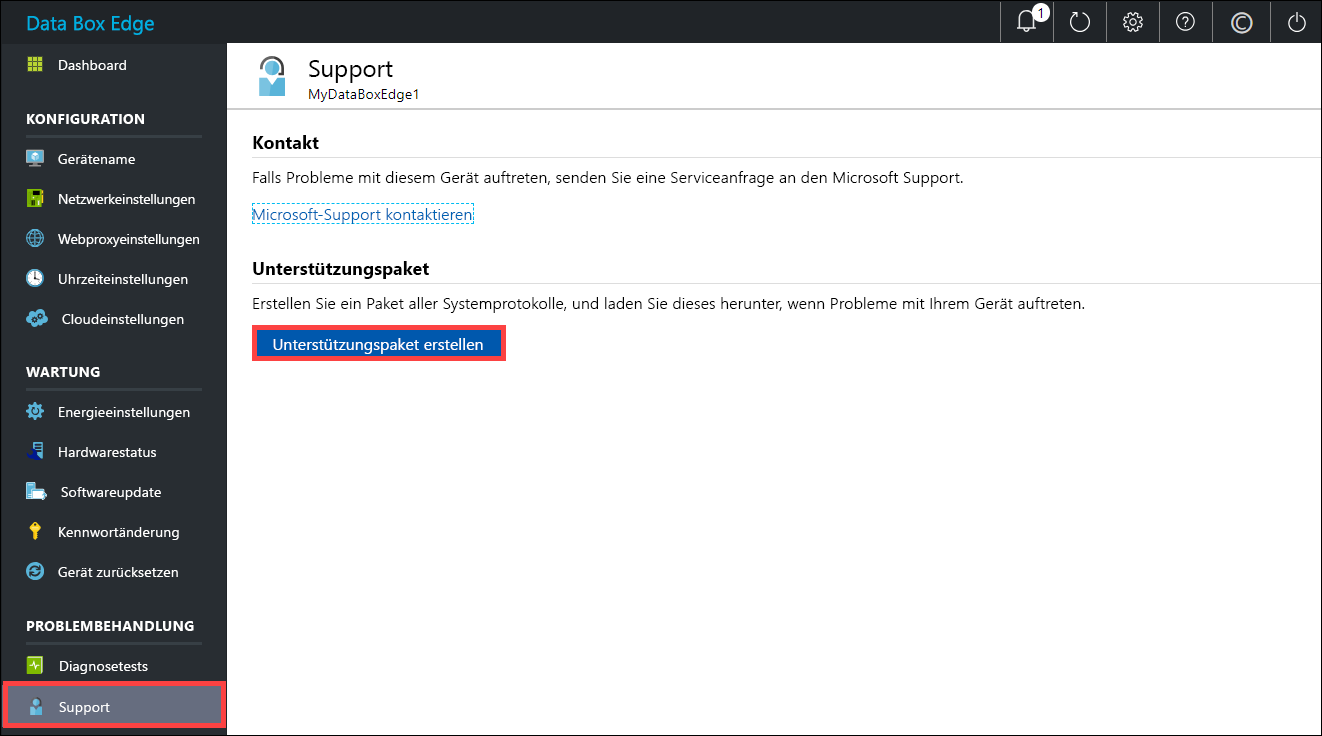 Data Box Edge
1
?
©
Dashboard
KONFIGURATION
Gerätename
Netzwerkeinstellungen
Webproxyeinstellungen
Uhrzeiteinstellungen
Cloudeinstellungen
WARTUNG
Energieeinstellungen
Hardwarestatus
Softwareupdate
Kennwortänderung
Gerät zurücksetzen
PROBLEMBEHANDLUNG
Diagnosetests
Support
Support
MyDataBoxEdge1
Kontakt
Falls Probleme mit diesem Gerät auftreten, senden Sie eine Serviceanfrage an den Microsoft Support.
Microsoft-Support kontaktieren
Unterstützungspaket
Erstellen Sie ein Paket aller Systemprotokolle, und laden Sie dieses herunter, wenn Probleme mit Ihrem Gerät auftreten.
Unterstützungspaket erstellen